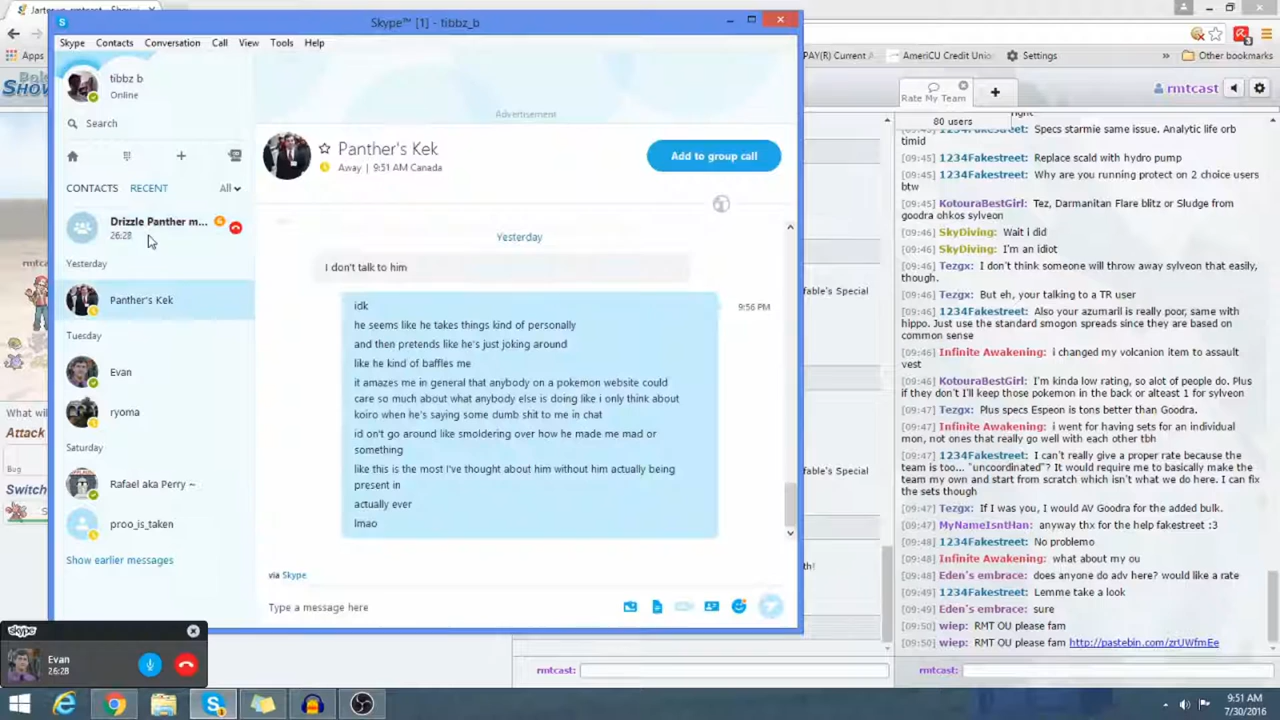 Skype™ [1] - tibbz_b
Skype Contacts Conversation Call View Tools Help
tibbz b
Online
Search
CONTACTS RECENT All
Drizzle Panther m... 6
26:28
Yesterday
Panther's Kek
Tuesday
Evan
ryoma
Saturday
Rafael aka Perry ~
proo_is_taken
Show earlier messages
Advertisement
Panther's Kek
Away | 9:51 AM Canada
Add to group call
Yesterday
I don't talk to him
idk
9:56 PM
he seems like he takes things kind of personally
and then pretends like he's just joking around
like he kind of baffles me
it amazes me in general that anybody on a pokemon website could
care so much about what anybody else is doing like i only think about
koiro when he's saying some dumb shit to me in chat
id on't go around like smoldering over how he made me mad or
something
like this is the most I've thought about him without him actually being
present in
actually ever
lmao
via Skype
Type a message here
skype
Evan
26:28
Apps
What will
Attack
Bug
Switch
fable's Special
fable's Special
rmtcast:
PAY(R) Current A
AmeriCU Credit Union
Settings
» Other bookmarks
Rate My Team
rmtcast
80 users
[09:45] 1234Fakestreet: Specs starmie same issue. Analytic life orb
timid
[09:45] 1234Fakestreet: Replace scald with hydro pump
[09:45] 1234Fakestreet: Why are you running protect on 2 choice users
btw
[09:45] KotouraBestGirl: Tez, Darmanitan Flare blitz or Sludge from
goodra ohkos sylveon
[09:46] SkyDiving: Wait i did
[09:46] SkyDiving: I'm an idiot
[09:46] Tezgx: I don't think someone will throw away sylveon that easily,
though.
[09:46] Tezgx: But eh, your talking to a TR user
[09:46] 1234Fakestreet: Also your azumaril is really poor, same with
hippo. Just use the standard smogon spreads since they are based on
common sense
[09:46] Infinite Awakening: i changed my volcanion item to assault
vest
[09:46] KotouraBestGirl: I'm kinda low rating, so alot of people do. Plus
if they don't I'll keep those pokemon in the back or alteast 1 for sylveon
[09:47] Tezgx: Plus specs Espeon is tons better than Goodra.
[09:47] Infinite Awakening: i went for having sets for an individual
mon, not ones that really go well with each other tbh
[09:47] 1234Fakestreet: I can't really give a proper rate because the
team is too... "uncoordinated"? It would require me to basically make the
team my own and start from scratch which isn't what we do here. I can fix
the sets though
[09:47] Tezgx: If I was you, I would AV Goodra for the added bulk.
[09:47] MyNameIsntHan: anyway thx for the help fakestreet :3
[09:48] 1234Fakestreet: No problemo
[09:48] Infinite Awakening: what about my ou
[09:48] Eden's embrace: does anyone do adv here? would like a rate
[09:49] 1234Fakestreet: Lemme take a look
[09:49] Eden's embrace: sure
[09:50] wiep: RMT OU please fam
[09:50] wiep: RMT OU please fam http://pastebin.com/zrUWfmEe
rmtcast:
9:51 AM
7/30/2016